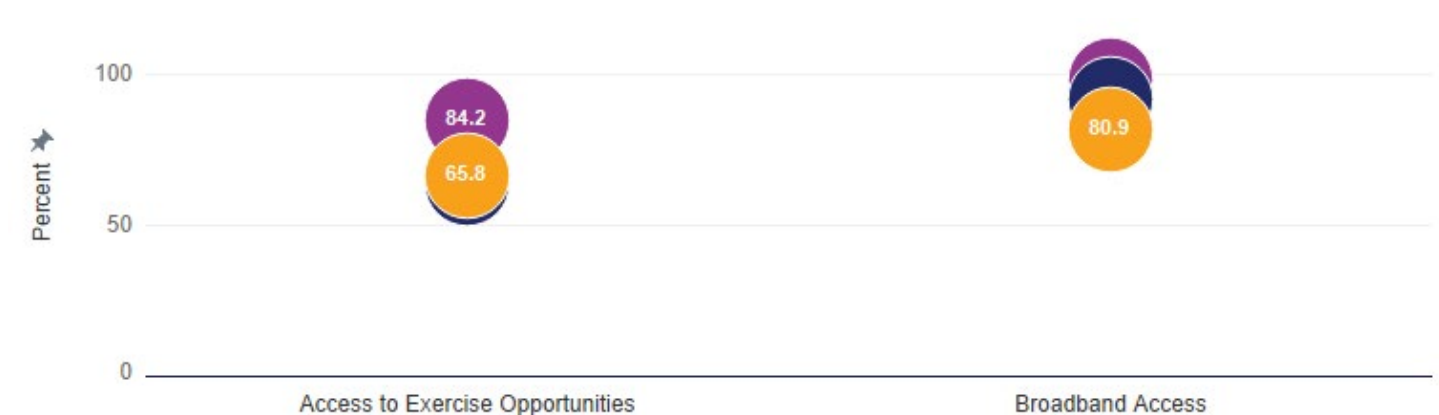 100
84.2
80.9
65.8
Percent
50
0
Access to Exercise Opportunities
Broadband Access